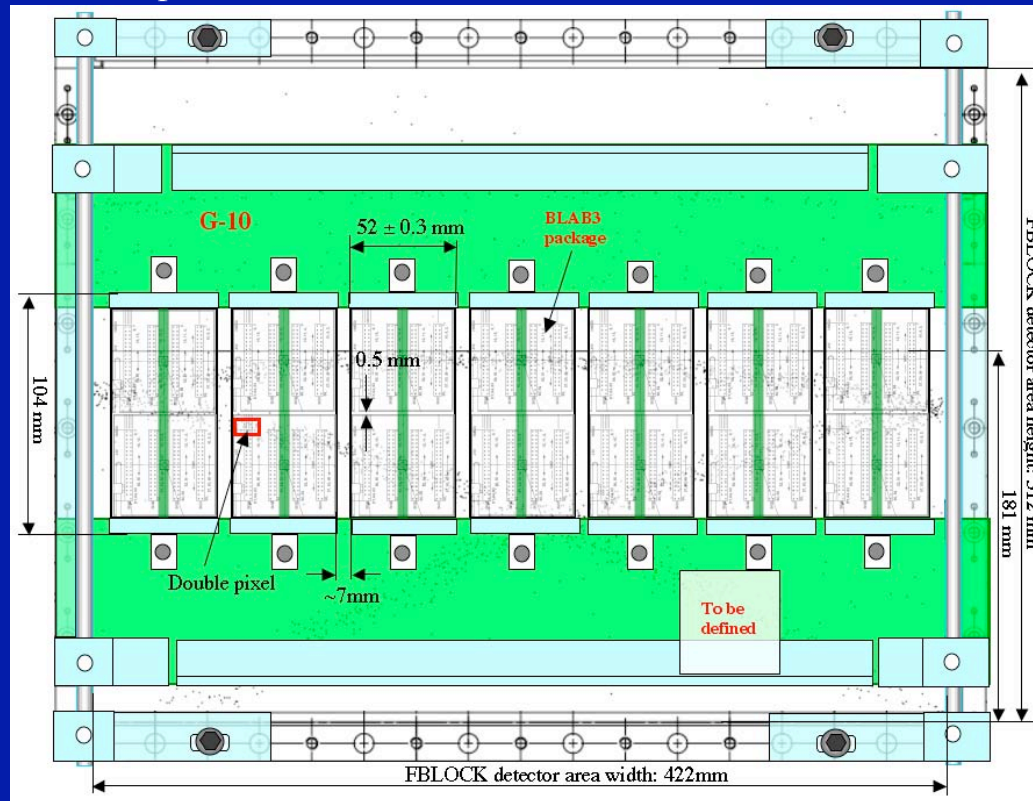 G-10
52 ± 0.3 mm
BLAB3
package
0.5 mm
104 mm
Double pixel
~7mm
To be
defined
181 mm
FBLOCK detector area height:
mm
FBLOCK detector area width: 422mm